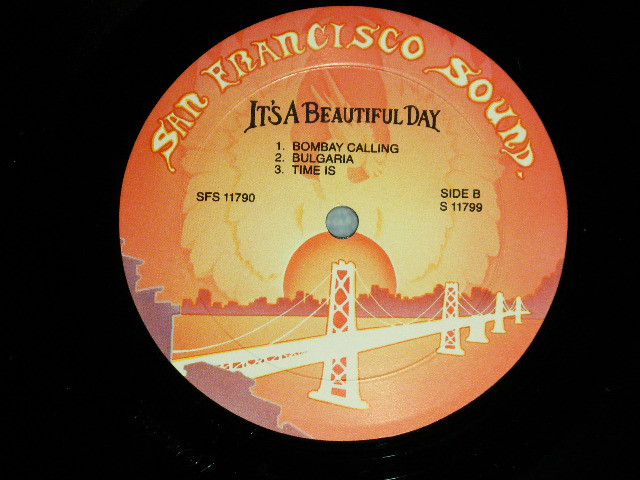 SAN FRANCISCO SOUND.
IT'S A BEAUTIFUL DAY
1. BOMBAY CALLING
2. BULGARIA
3. TIME IS
SFS 11790
SIDE B
S 11799